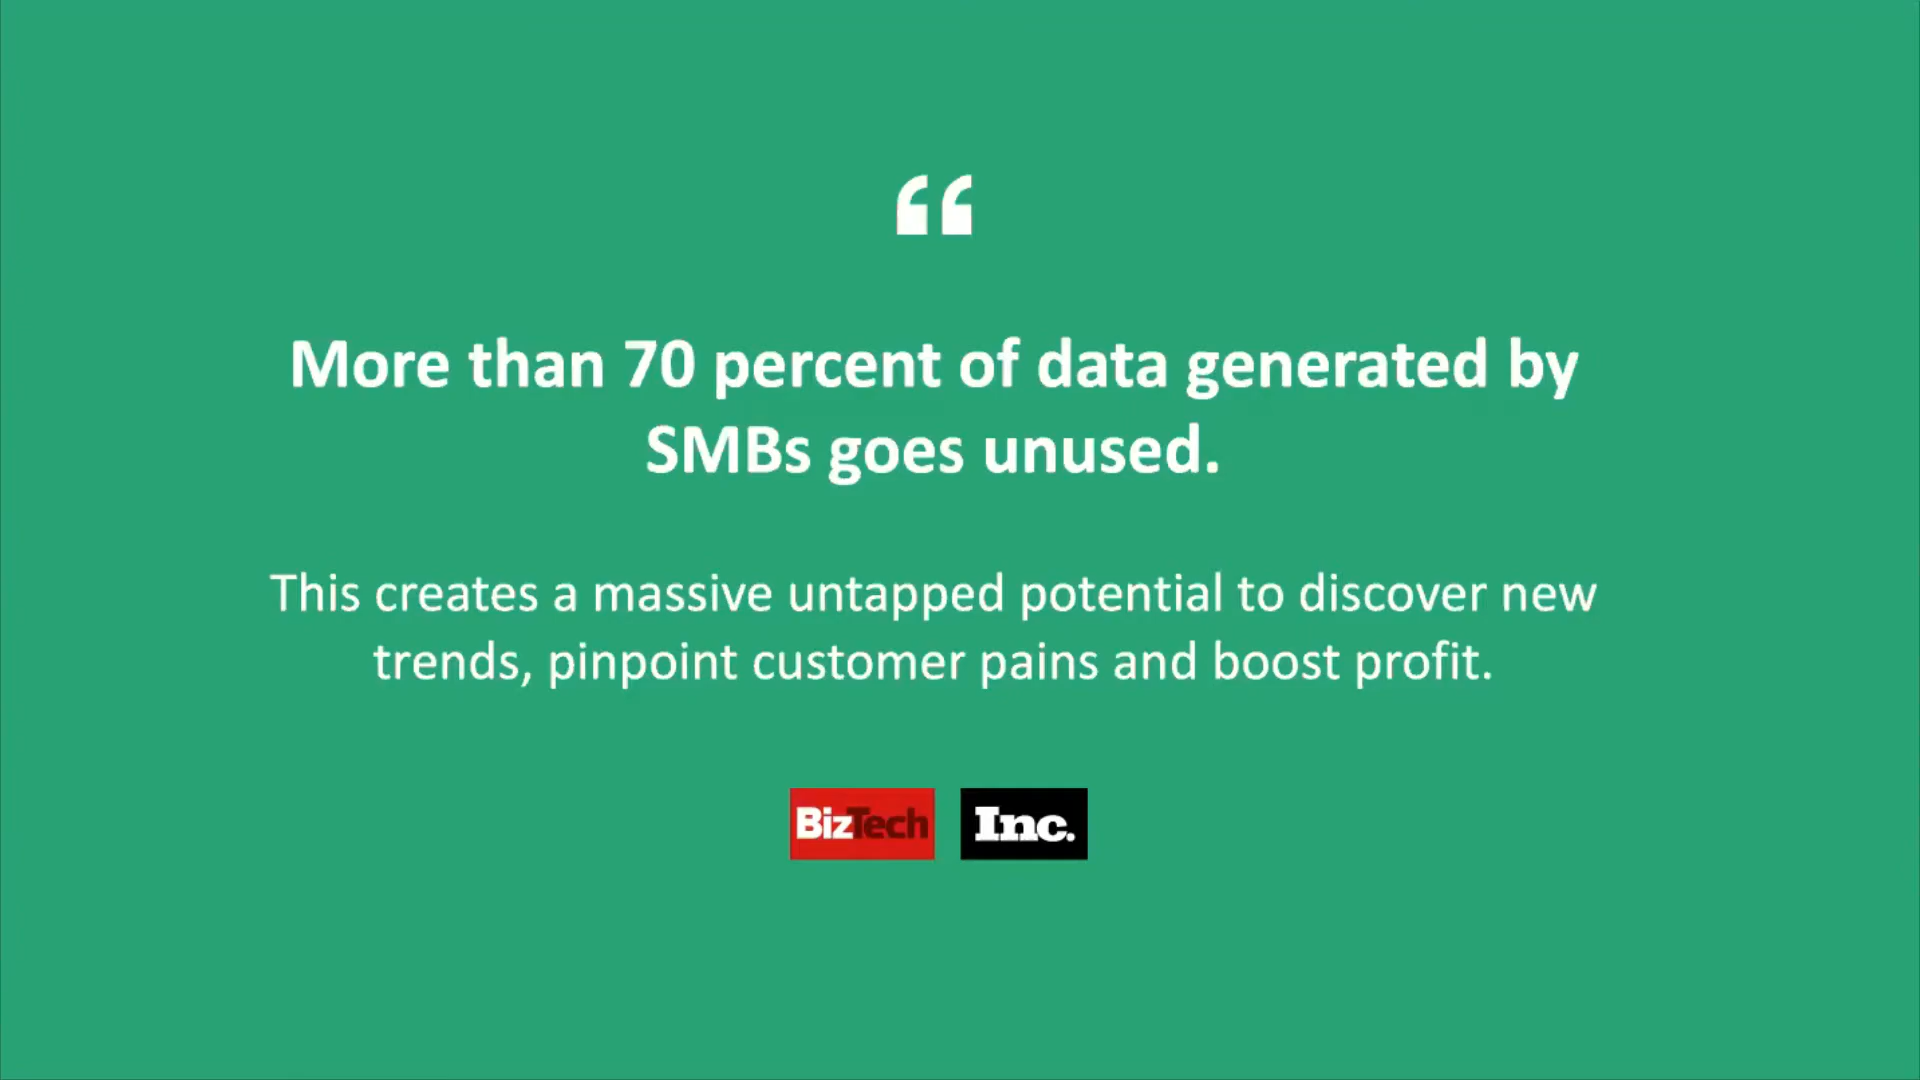 “
More than 70 percent of data generated by
SMBs goes unused.
This creates a massive untapped potential to discover new
trends, pinpoint customer pains and boost profit.
BizTech Inc.